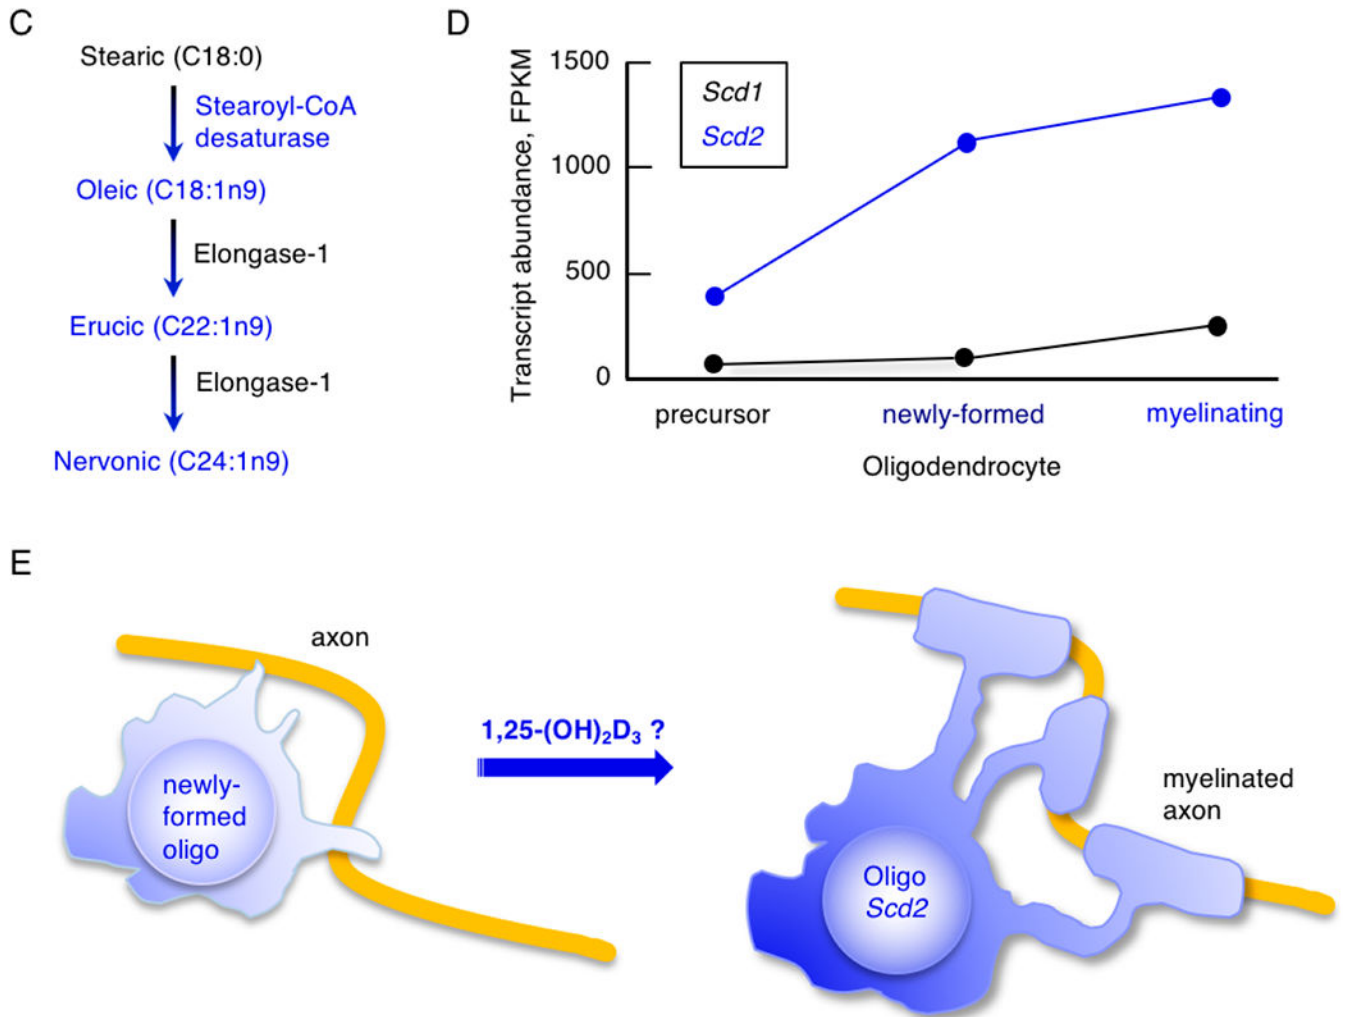 C
Stearic (C18:0)
Stearoyl-CoA
desaturase
Oleic (C18:1n9)
Elongase-1
Erucic (C22:1n9)
Elongase-1
Nervonic (C24:1n9)
D
Transcript abundance, FPKM
1500
1000
500
0
Scd1
Scd2
precursor
newly-formed
myelinating
Oligodendrocyte
E
axon
newly-
formed
oligo
1,25-(OH)₂D₃ ?
Oligo
Scd2
myelinated
axon